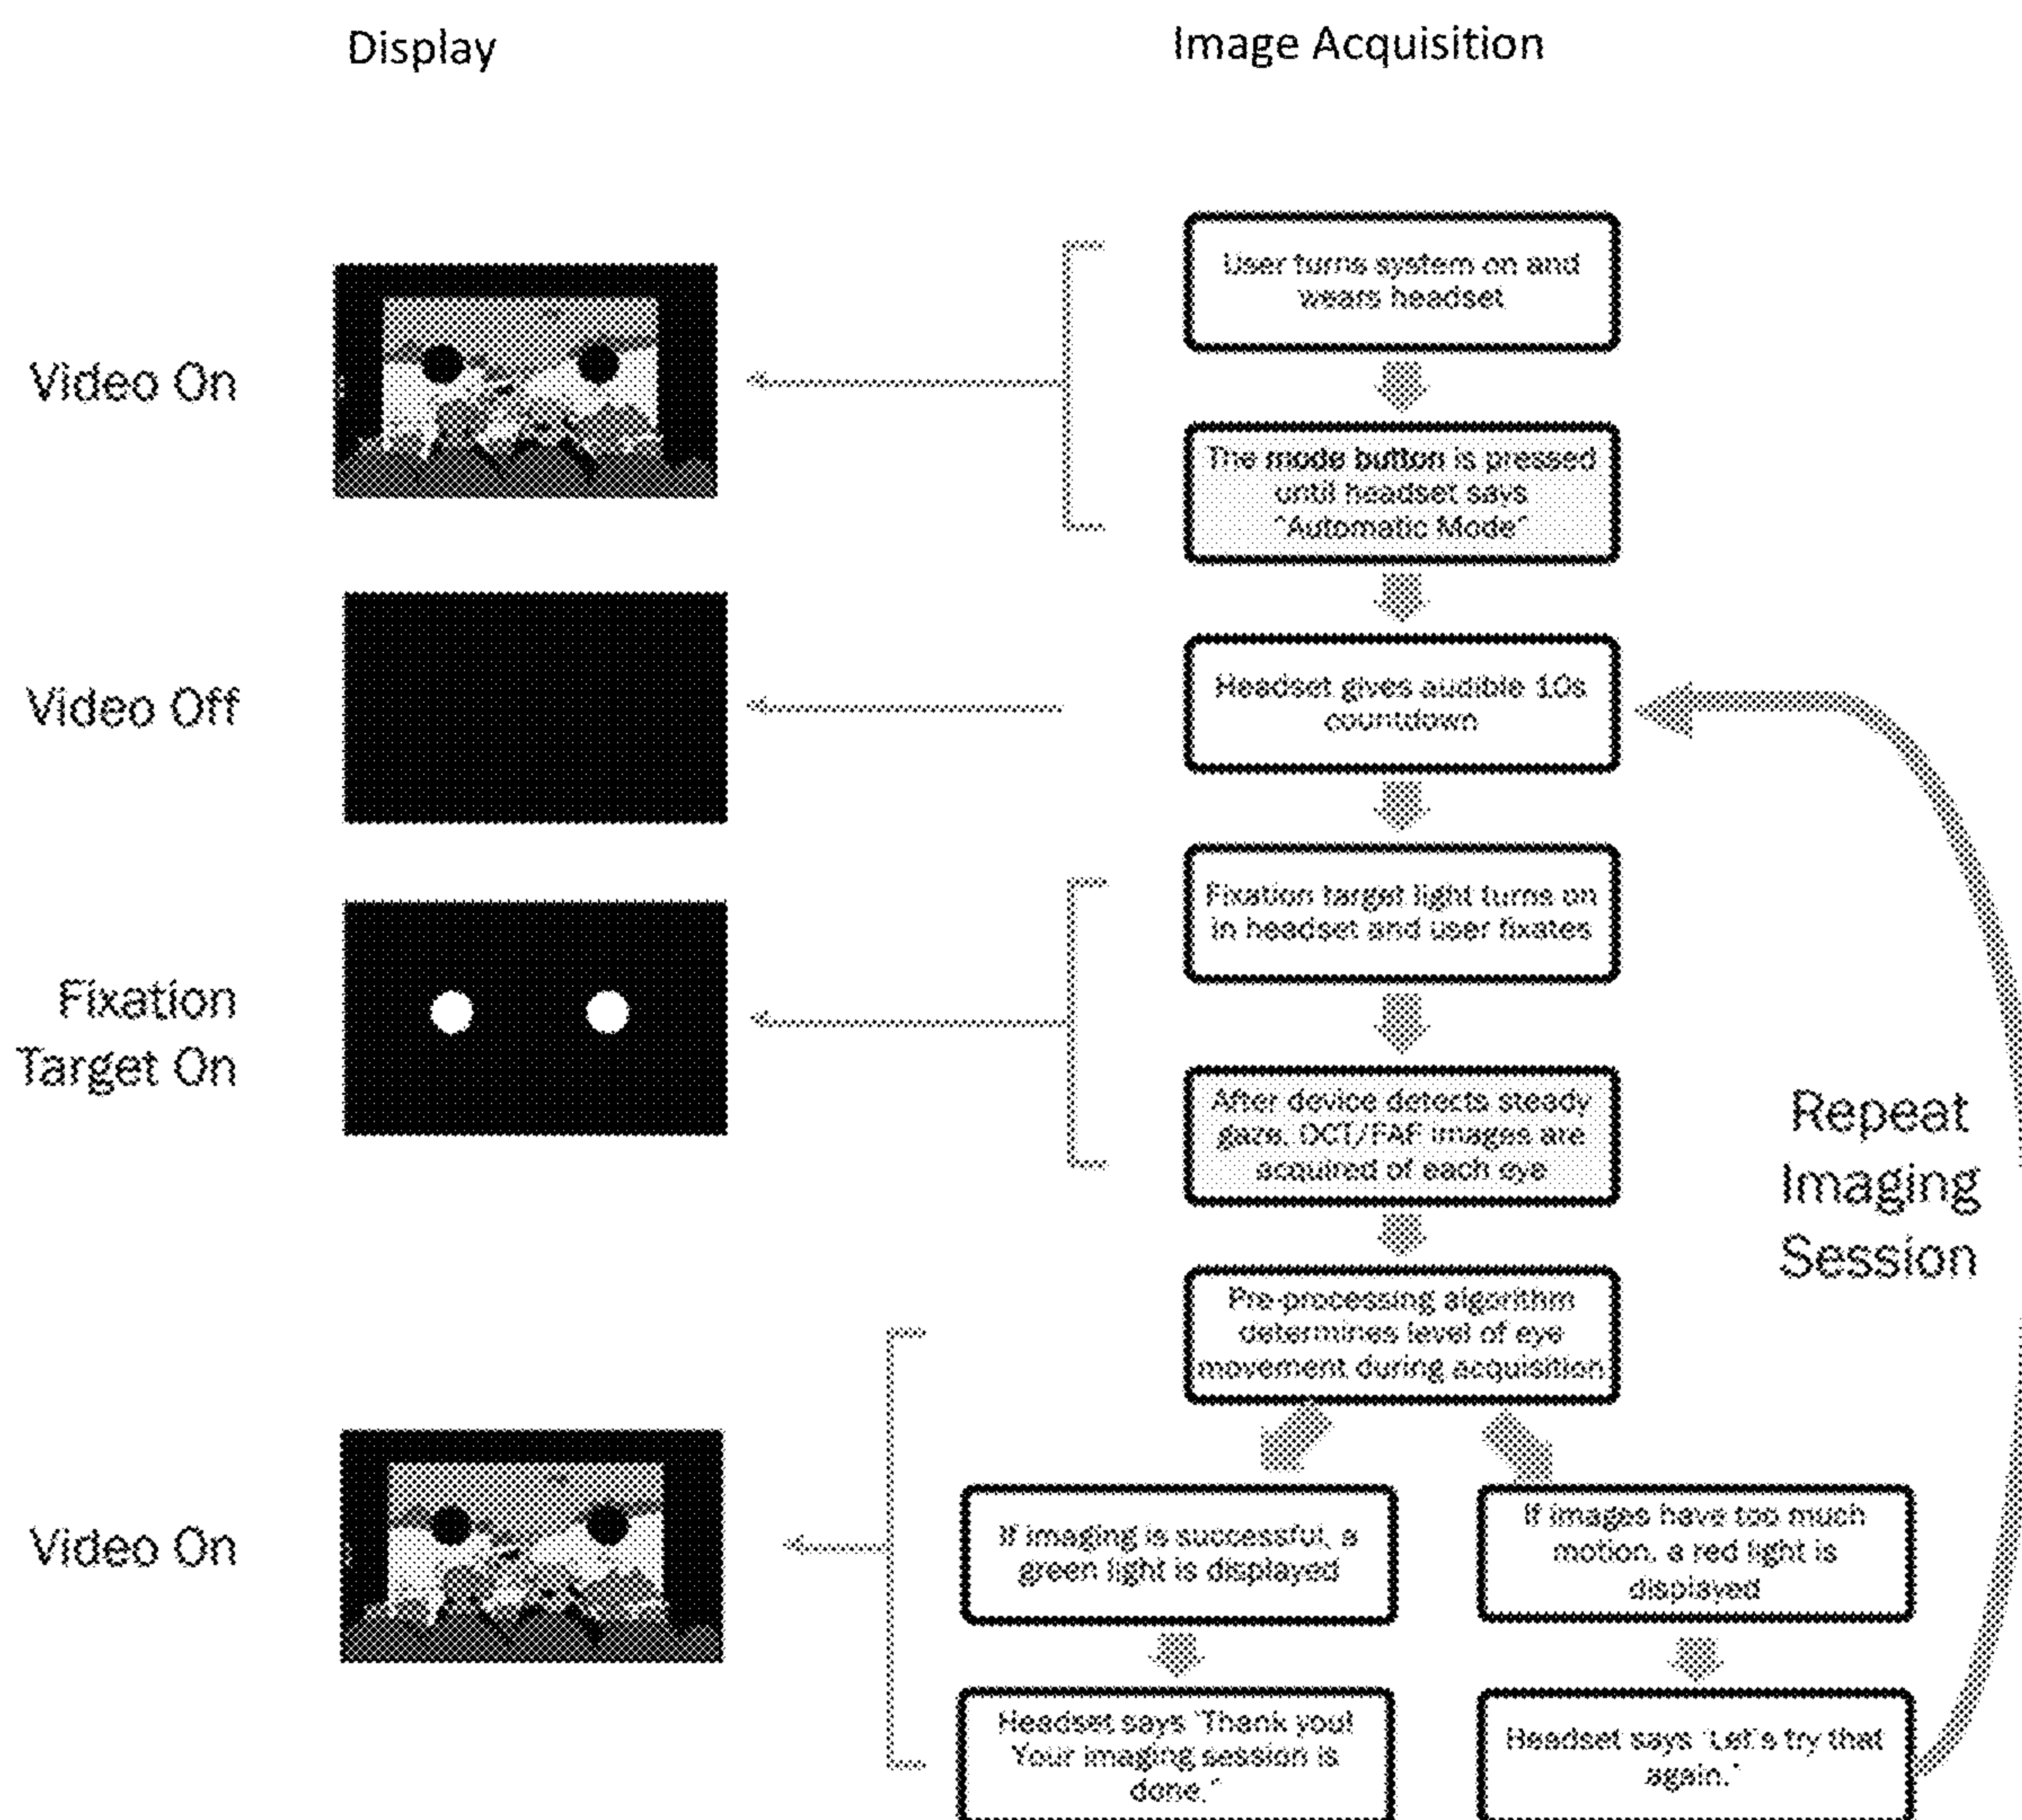 Display
Image Acquisition
User turns system on and
wears headset
Video On
The mode button is pressed
until headset says
"Automatic Mode"
Video Off
Headset gives audible 10s
countdown
Fixation
Target On
Fixation target light turns on
in headset and user fixates
After device detects steady
gaze, OCT/FAF images are
acquired of each eye
Repeat
Imaging
Session
Pre-processing algorithm
determines level of eye
movement during acquisition
Video On
If imaging is successful, a
green light is displayed
If images have too much
motion, a red light is
displayed
Headset says "Thank you!
Your imaging session is
done."
Headset says "Let's try that
again."